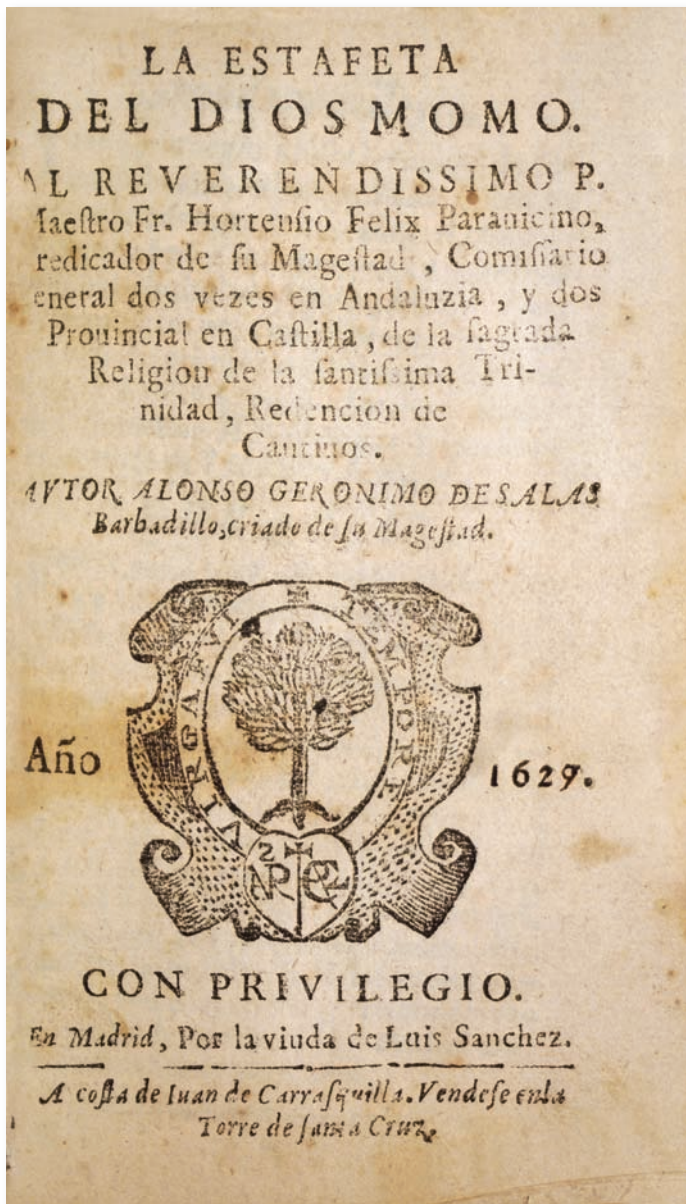 LA ESTAFETA
DEL DIOS MOMO.
AL REVERENDISSIMO P.
Maeſtro Fr. Hortenſio Felix Parauicino,
redicador de ſu Mageſtad, Comiſſario
eneral dos vezes en Andaluzia, y dos
Prouincial en Caſtilla, de la ſagrada
Religion de la ſantiſsima Tri-
nidad, Redencion de
Cautiuos.
AVTOR ALONSO GERONIMO DE SALAS
Barbadillo, criado de ſu Mageſtad.
Año 1627.
CON PRIVILEGIO.
En Madrid, Por la viuda de Luis Sanchez.
A coſta de Iuan de Carraſquilla. Vendeſe en la
Torre de ſanta Cruz.